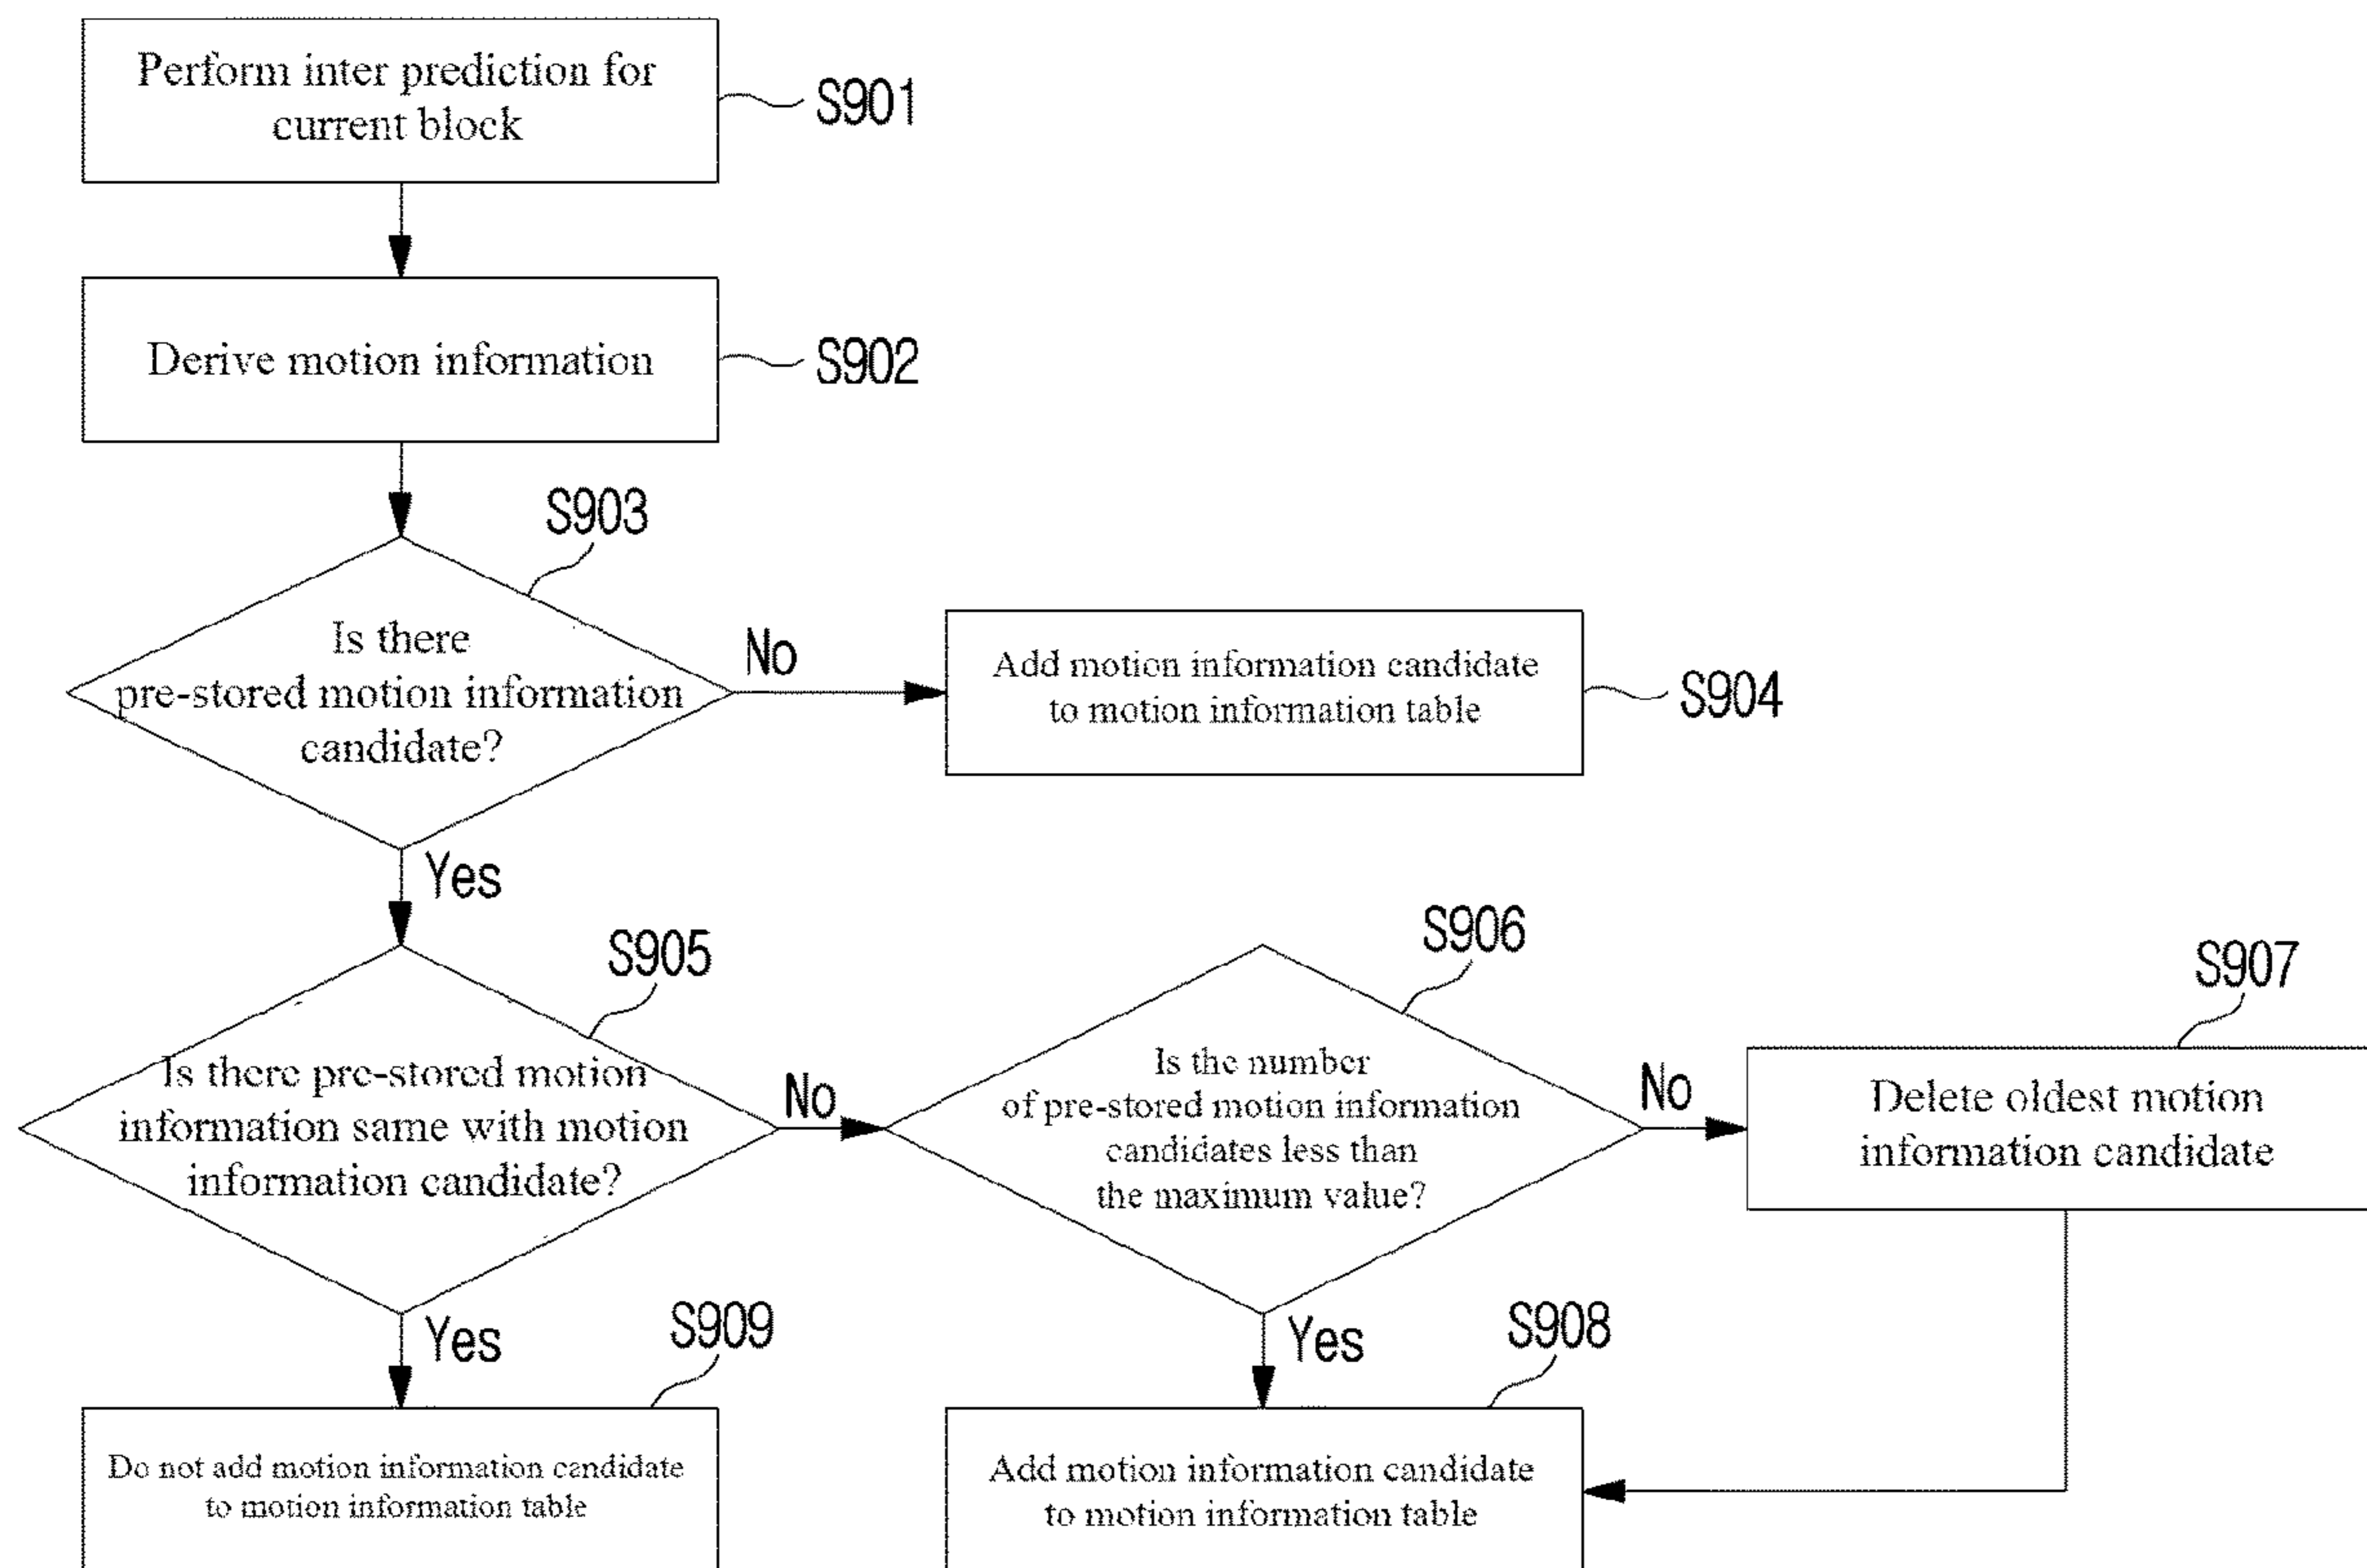 Perform inter prediction for
current block
S901
Derive motion information
S902
S903
Is there
pre-stored motion information
candidate?
No
Add motion information candidate
to motion information table
S904
Yes
S905
Is there pre-stored motion
information same with motion
information candidate?
No
S906
Is the number
of pre-stored motion information
candidates less than
the maximum value?
No
S907
Delete oldest motion
information candidate
Yes
S909
Do not add motion information candidate
to motion information table
Yes
S908
Add motion information candidate
to motion information table